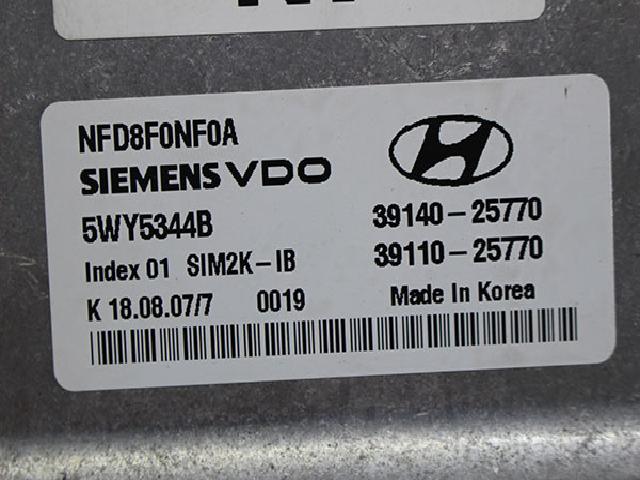 NFD8F0NF0A
SIEMENS VDO
5WY5344B
39140-25770
39110-25770
Index 01 SIM2K-IB
K 18.08.07/7 0019
Made In Korea